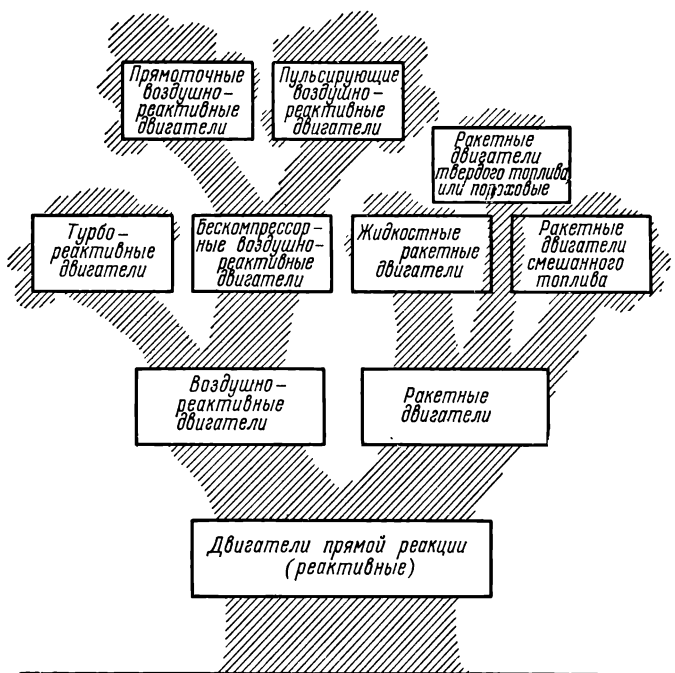 Прямоточные
воздушно-
реактивные
двигатели
Пульсирующие
воздушно-
реактивные
двигатели
Ракетные
двигатели
твердого топлива,
или пороховые
Турбо-
реактивные
двигатели
Бескомпрессор-
ные воздушно-
реактивные
двигатели
Жидкостные
ракетные
двигатели
Ракетные
двигатели
смешанного
топлива
Воздушно-
реактивные
двигатели
Ракетные
двигатели
Двигатели прямой реакции
(реактивные)